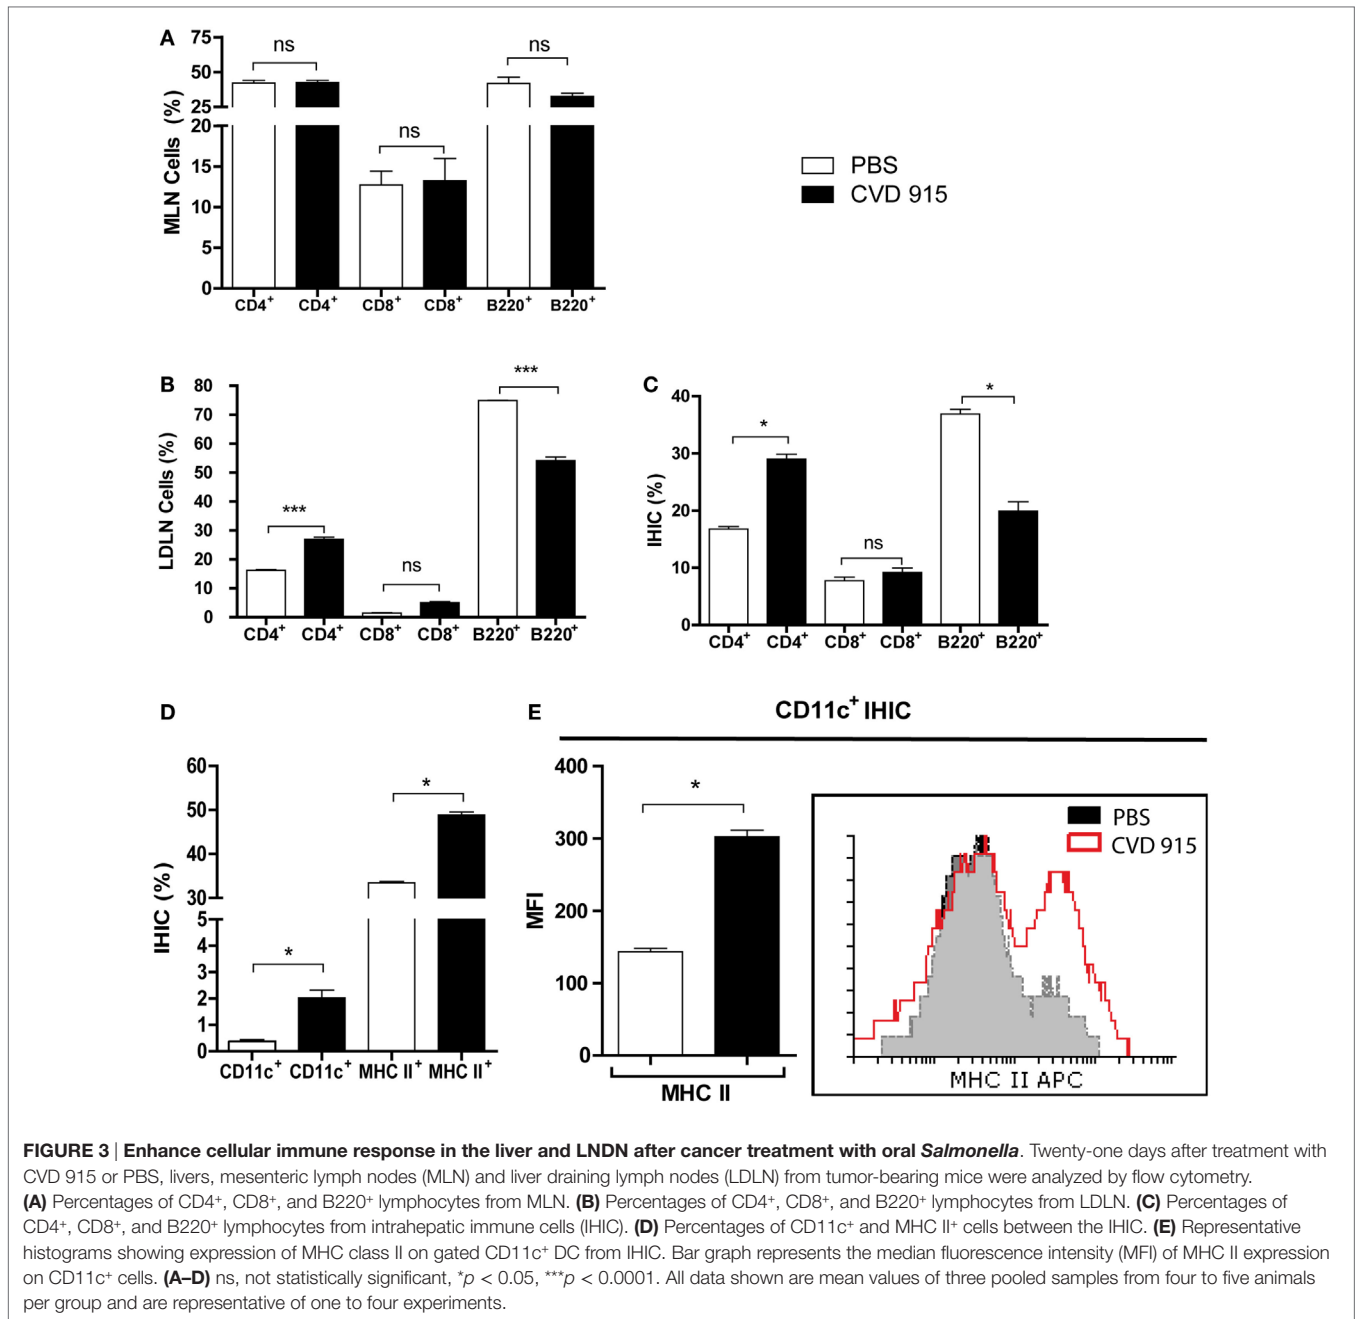 A
MLN Cells (%)
75
50
25
20
15
10
5
0
ns
ns
ns
CD4⁺ CD4⁺ CD8⁺ CD8⁺ B220⁺ B220⁺
PBS
CVD 915
B
LDLN Cells (%)
80
70
60
50
40
30
20
10
0
***
ns
***
CD4⁺ CD4⁺ CD8⁺ CD8⁺ B220⁺ B220⁺
C
IHIC (%)
40
30
20
10
0
*
ns
*
CD4⁺ CD4⁺ CD8⁺ CD8⁺ B220⁺ B220⁺
D
IHIC (%)
60
50
40
30
5
4
3
2
1
0
*
*
CD11c⁺ CD11c⁺ MHC II⁺ MHC II⁺
E
CD11c⁺ IHIC
MFI
400
300
200
100
0
*
MHC II
PBS
CVD 915
MHC II APC
FIGURE 3 | Enhance cellular immune response in the liver and LNDN after cancer treatment with oral Salmonella. Twenty-one days after treatment with
CVD 915 or PBS, livers, mesenteric lymph nodes (MLN) and liver draining lymph nodes (LDLN) from tumor-bearing mice were analyzed by flow cytometry.
(A) Percentages of CD4⁺, CD8⁺, and B220⁺ lymphocytes from MLN. (B) Percentages of CD4⁺, CD8⁺, and B220⁺ lymphocytes from LDLN. (C) Percentages of
CD4⁺, CD8⁺, and B220⁺ lymphocytes from intrahepatic immune cells (IHIC). (D) Percentages of CD11c⁺ and MHC II⁺ cells between the IHIC. (E) Representative
histograms showing expression of MHC class II on gated CD11c⁺ DC from IHIC. Bar graph represents the median fluorescence intensity (MFI) of MHC II expression
on CD11c⁺ cells. (A–D) ns, not statistically significant, *p < 0.05, ***p < 0.0001. All data shown are mean values of three pooled samples from four to five animals
per group and are representative of one to four experiments.